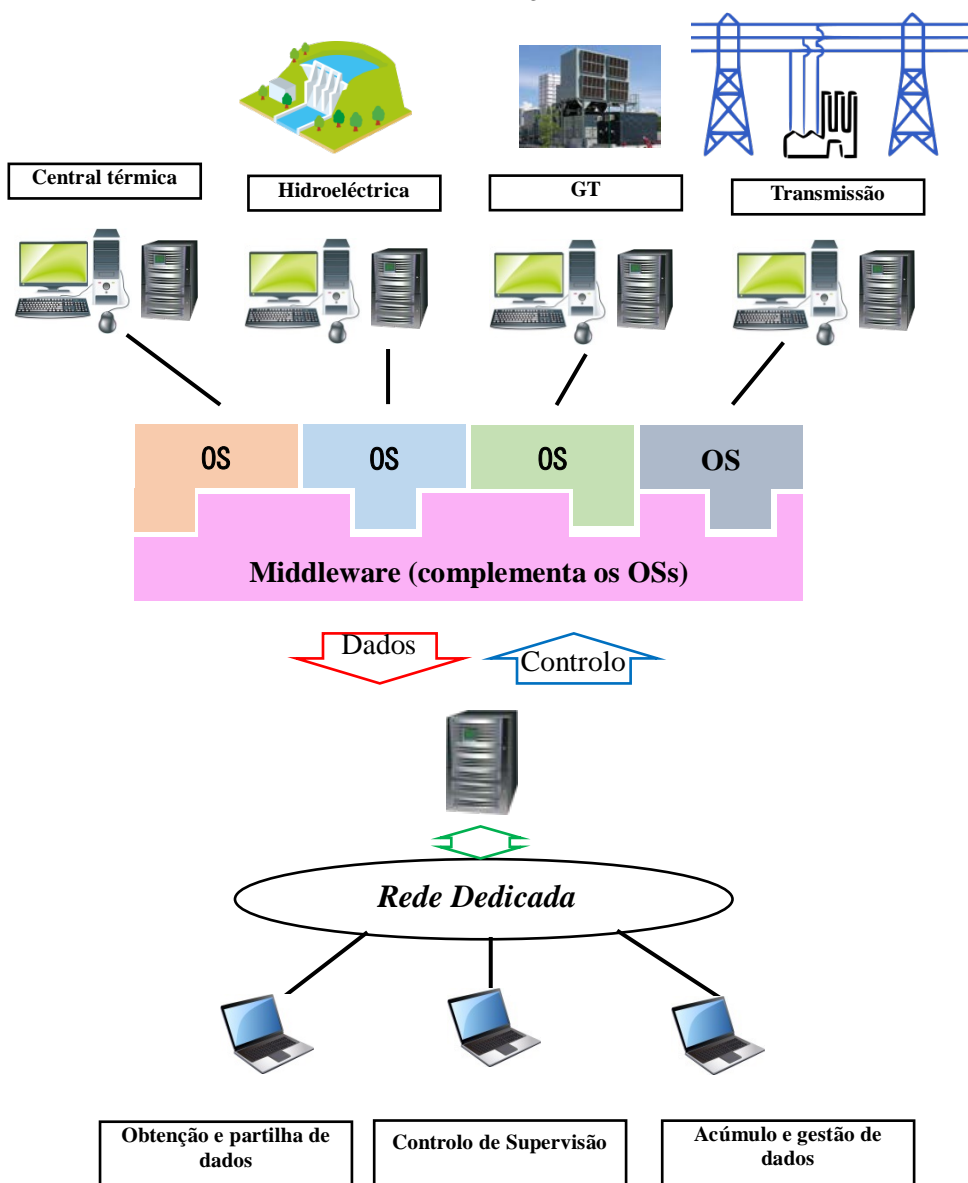 Central térmica
Hidroeléctrica
GT
Transmissão
OS
OS
OS
OS
Middleware (complementa os OSs)
Dados
Controlo
Rede Dedicada
Obtenção e partilha de
dados
Controlo de Supervisão
Acúmulo e gestão de
dados